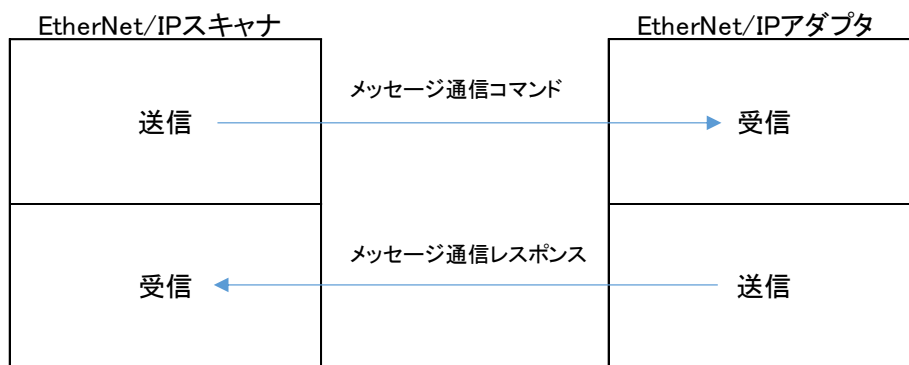 EtherNet/IPスキャナ
EtherNet/IPアダプタ
メッセージ通信コマンド
送信
受信
メッセージ通信レスポンス
受信
送信